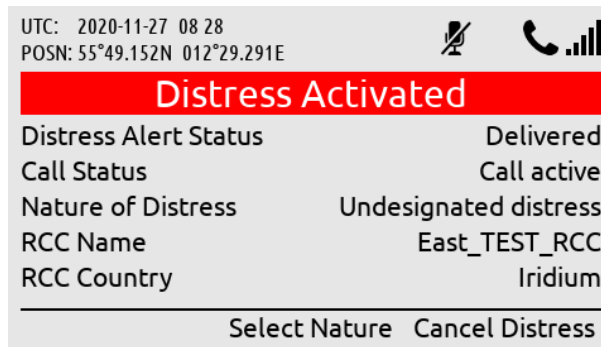 UTC: 2020-11-27 08 28
POSN: 55°49.152N 012°29.291E
Distress Activated
Distress Alert Status Delivered
Call Status Call active
Nature of Distress Undesignated distress
RCC Name East_TEST_RCC
RCC Country Iridium
Select Nature Cancel Distress